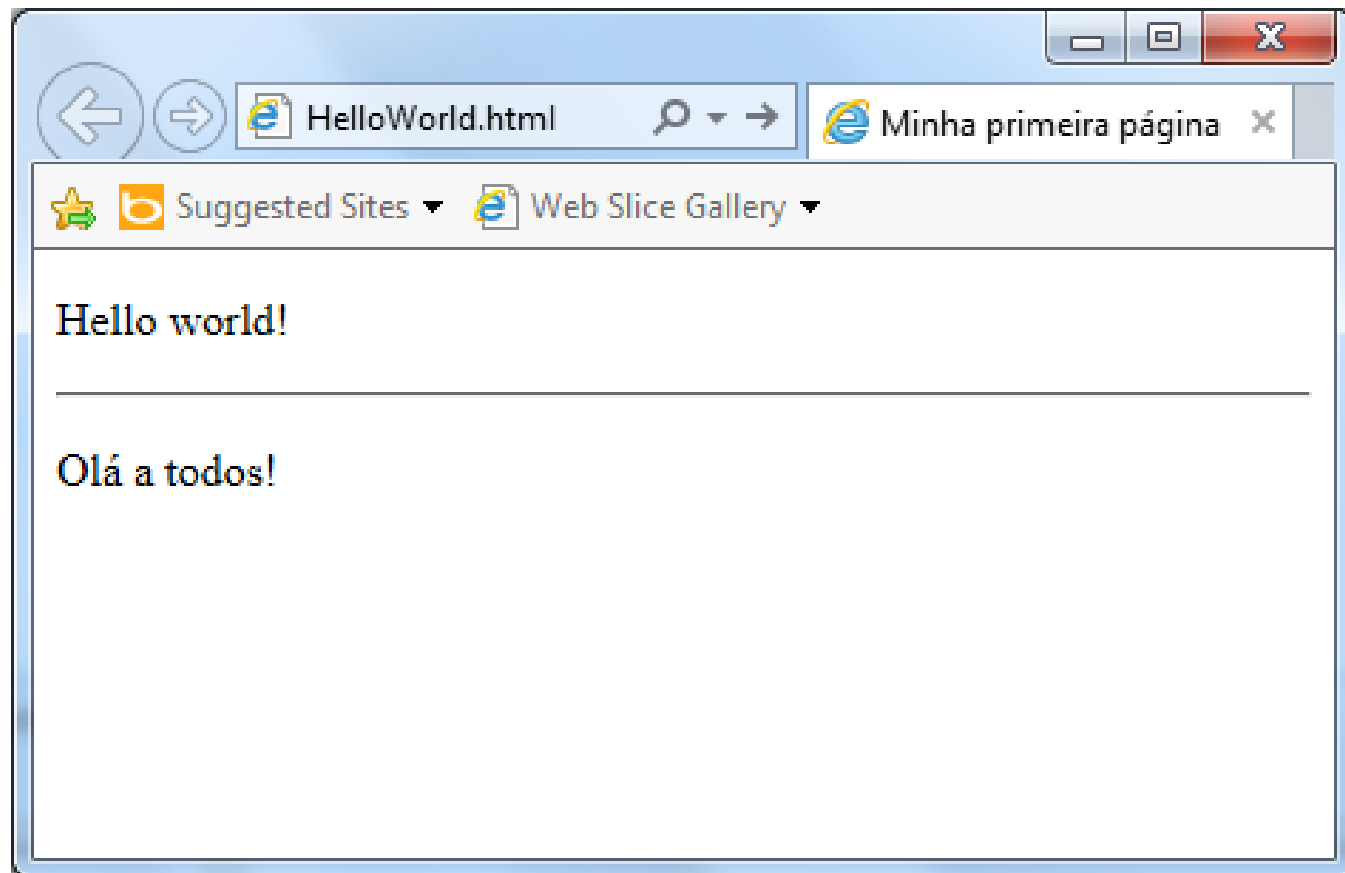 HelloWorld.html
Minha primeira página
Suggested Sites
Web Slice Gallery
Hello world!
Olá a todos!